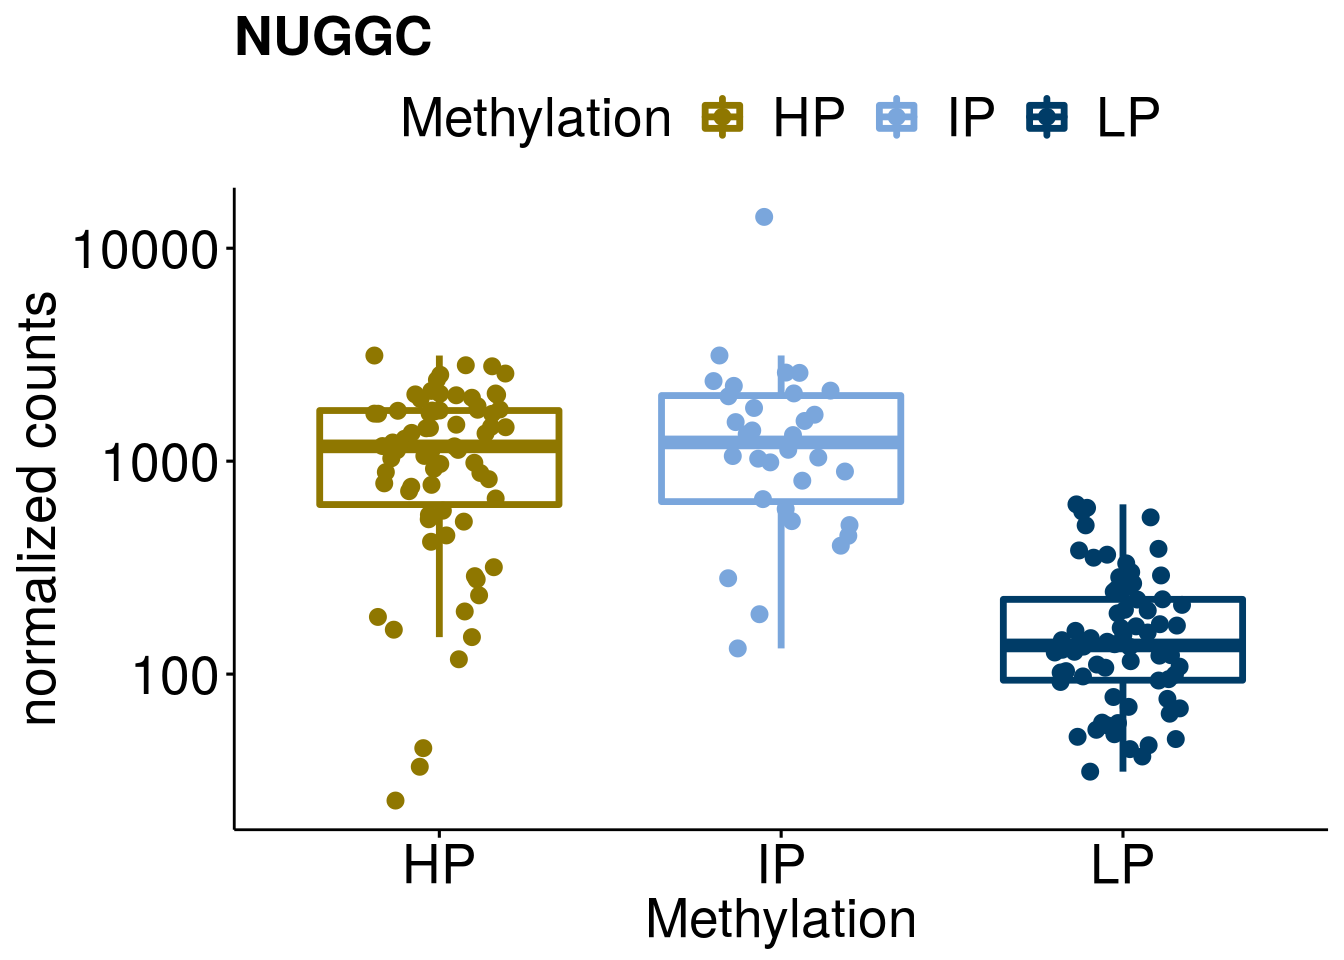 NUGGC
Methylation HP IP LP
10000
1000
100
normalized counts
HP IP LP
Methylation